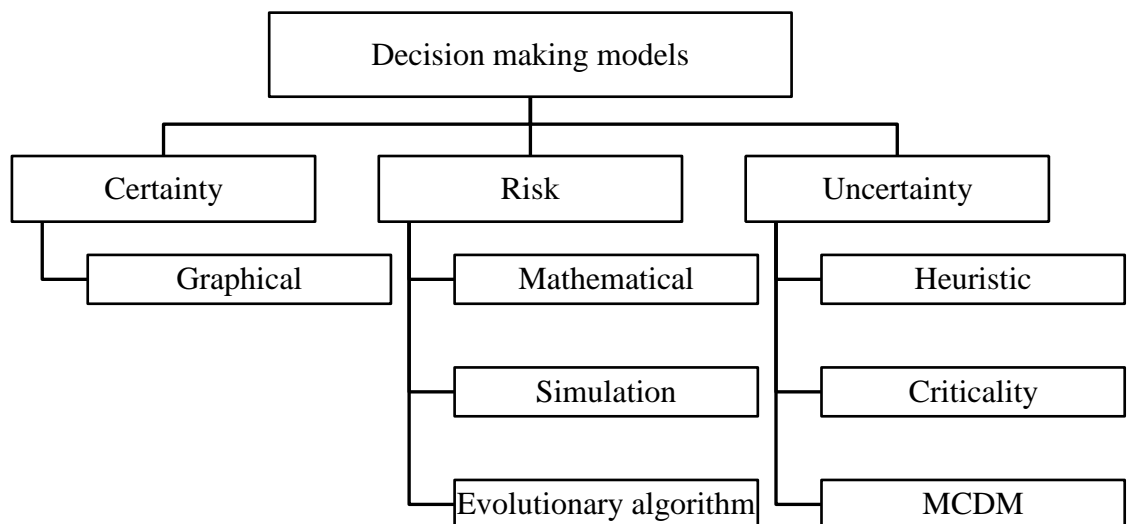 Decision making models
Certainty
Risk
Uncertainty
Graphical
Mathematical
Heuristic
Simulation
Criticality
Evolutionary algorithm
MCDM